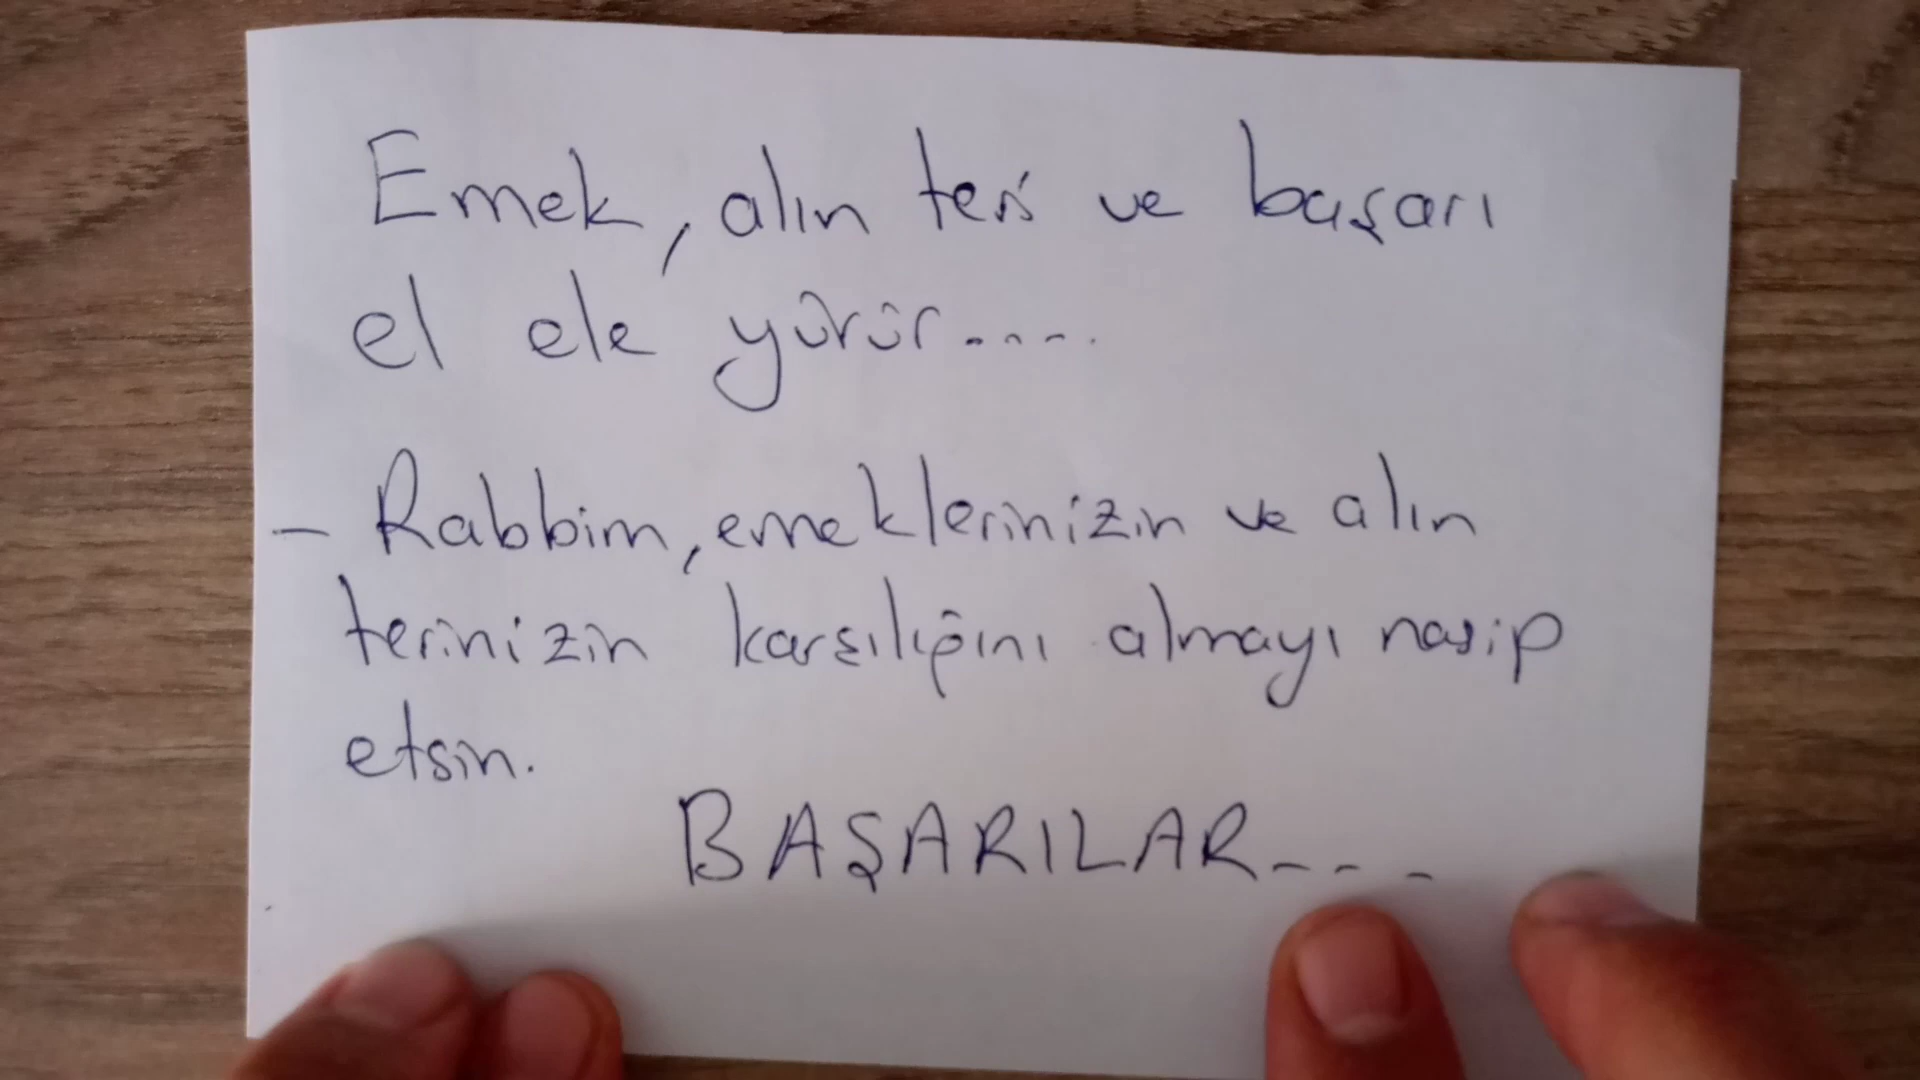 Emek, alın teri ve başarı
el ele yürür....
- Rabbim, emeklerinizin ve alın
terinizin karşılığını almayı nasip
etsin.
BAŞARILAR...